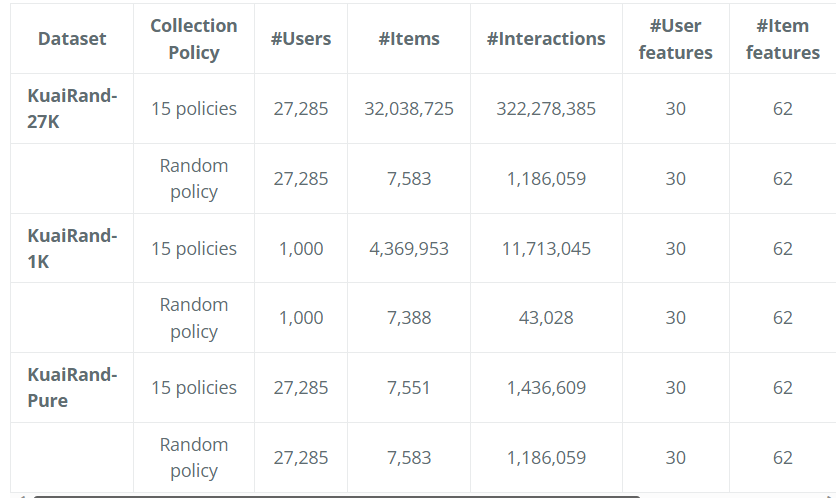 Dataset Collection Policy #Users #Items #Interactions #User features #Item features
KuaiRand-27K 15 policies 27,285 32,038,725 322,278,385 30 62
Random policy 27,285 7,583 1,186,059 30 62
KuaiRand-1K 15 policies 1,000 4,369,953 11,713,045 30 62
Random policy 1,000 7,388 43,028 30 62
KuaiRand-Pure 15 policies 27,285 7,551 1,436,609 30 62
Random policy 27,285 7,583 1,186,059 30 62